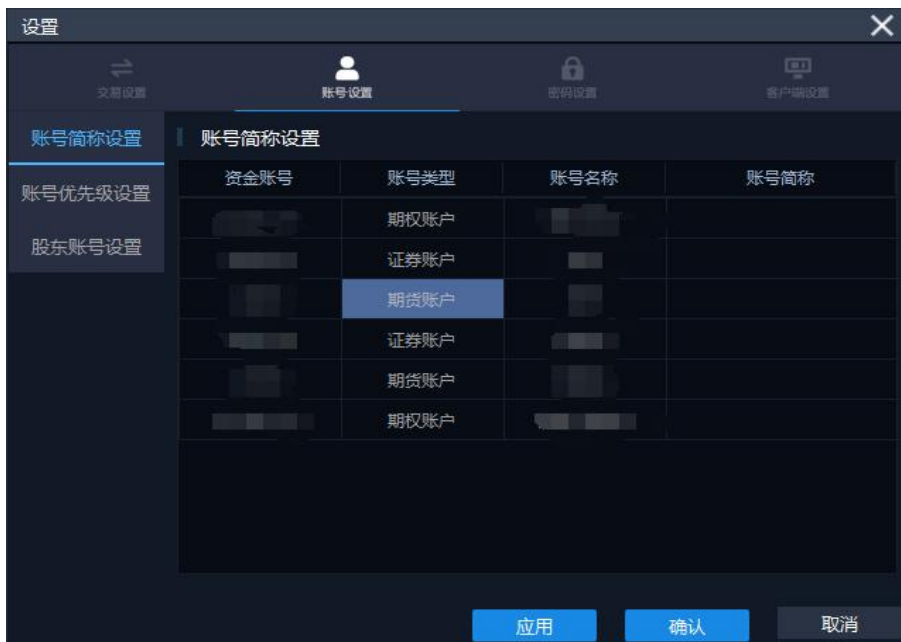 设置
交易设置 账号设置 密码设置 客户端设置
账号简称设置 账号简称设置
账号优先级设置
股东账号设置
资金账号 账号类型 账号名称 账号简称
期权账户
证券账户
期货账户
证券账户
期货账户
期权账户
应用 确认 取消